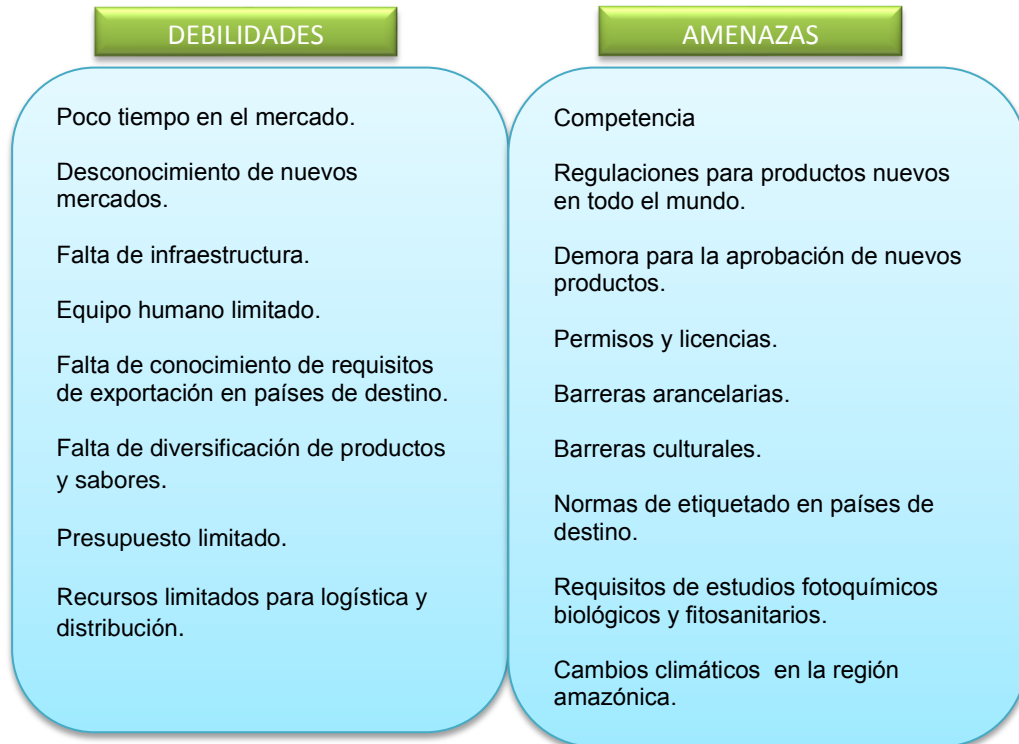 DEBILIDADES
Poco tiempo en el mercado.
Desconocimiento de nuevos
mercados.
Falta de infraestructura.
Equipo humano limitado.
Falta de conocimiento de requisitos
de exportación en países de destino.
Falta de diversificación de productos
y sabores.
Presupuesto limitado.
Recursos limitados para logística y
distribución.
AMENAZAS
Competencia
Regulaciones para productos nuevos
en todo el mundo.
Demora para la aprobación de nuevos
productos.
Permisos y licencias.
Barreras arancelarias.
Barreras culturales.
Normas de etiquetado en países de
destino.
Requisitos de estudios fotoquímicos
biológicos y fitosanitarios.
Cambios climáticos  en la región
amazónica.